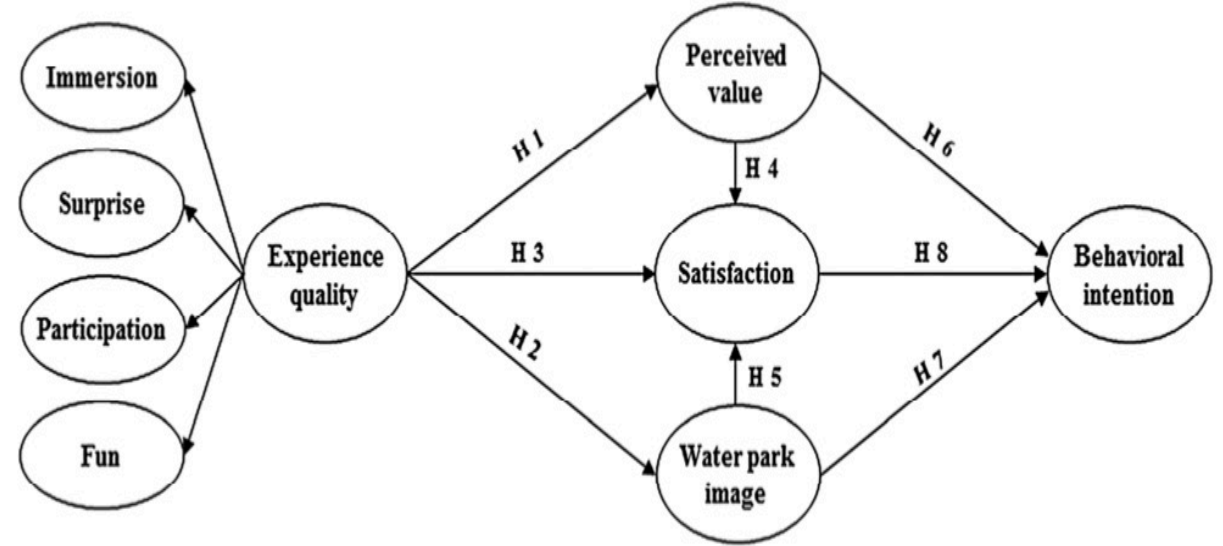 Immersion
Surprise
Participation
Fun
Experience
quality
H 1
H 3
H 2
Perceived
value
H 4
Satisfaction
H 5
Water park
image
H 6
H 8
H 7
Behavioral
intention